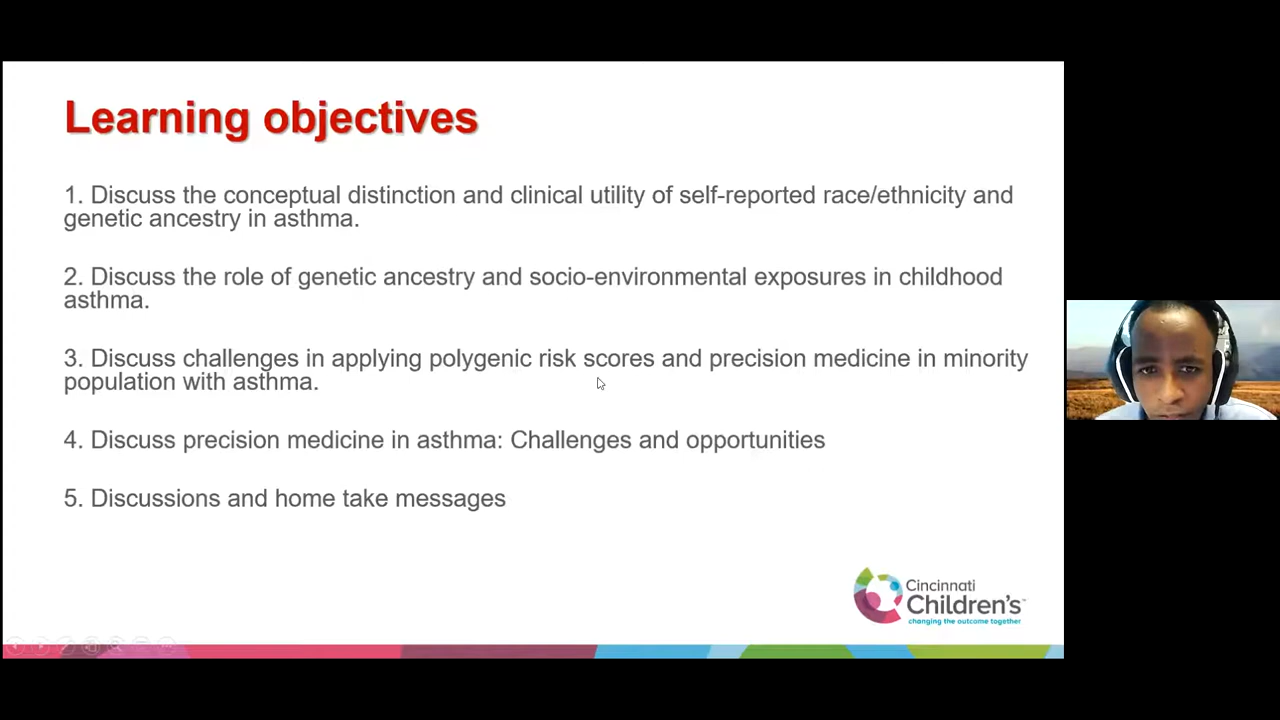 Learning objectives
1. Discuss the conceptual distinction and clinical utility of self-reported race/ethnicity and
genetic ancestry in asthma.
2. Discuss the role of genetic ancestry and socio-environmental exposures in childhood
asthma.
3. Discuss challenges in applying polygenic risk scores and precision medicine in minority
population with asthma.
4. Discuss precision medicine in asthma: Challenges and opportunities
5. Discussions and home take messages
Cincinnati
Children's™
changing the outcome together